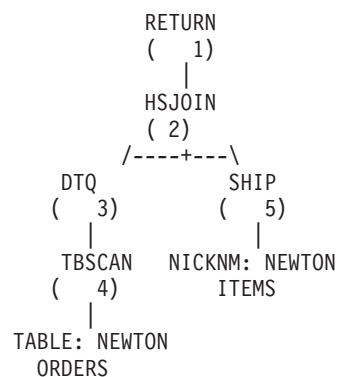 RETURN
( 1)
|
HSJOIN
( 2)
/----+---\
DTQ SHIP
( 3) ( 5)
| |
TBSCAN NICKNM: NEWTON
( 4) ITEMS
|
TABLE: NEWTON
ORDERS